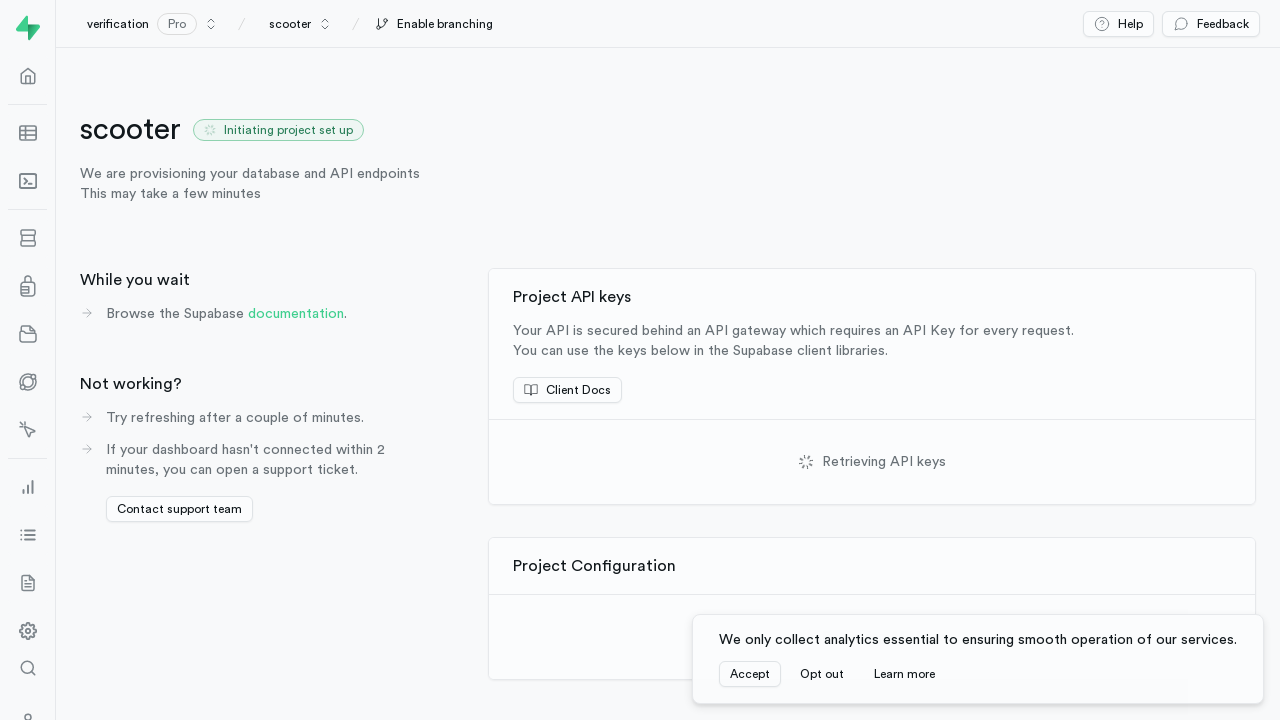 verification Pro / scooter / Enable branching Help Feedback
scooter Initiating project set up
We are provisioning your database and API endpoints
This may take a few minutes
While you wait
Browse the Supabase documentation.
Not working?
Try refreshing after a couple of minutes.
If your dashboard hasn't connected within 2
minutes, you can open a support ticket.
Contact support team
Project API keys
Your API is secured behind an API gateway which requires an API Key for every request.
You can use the keys below in the Supabase client libraries.
Client Docs
Retrieving API keys
Project Configuration
We only collect analytics essential to ensuring smooth operation of our services.
Accept Opt out Learn more